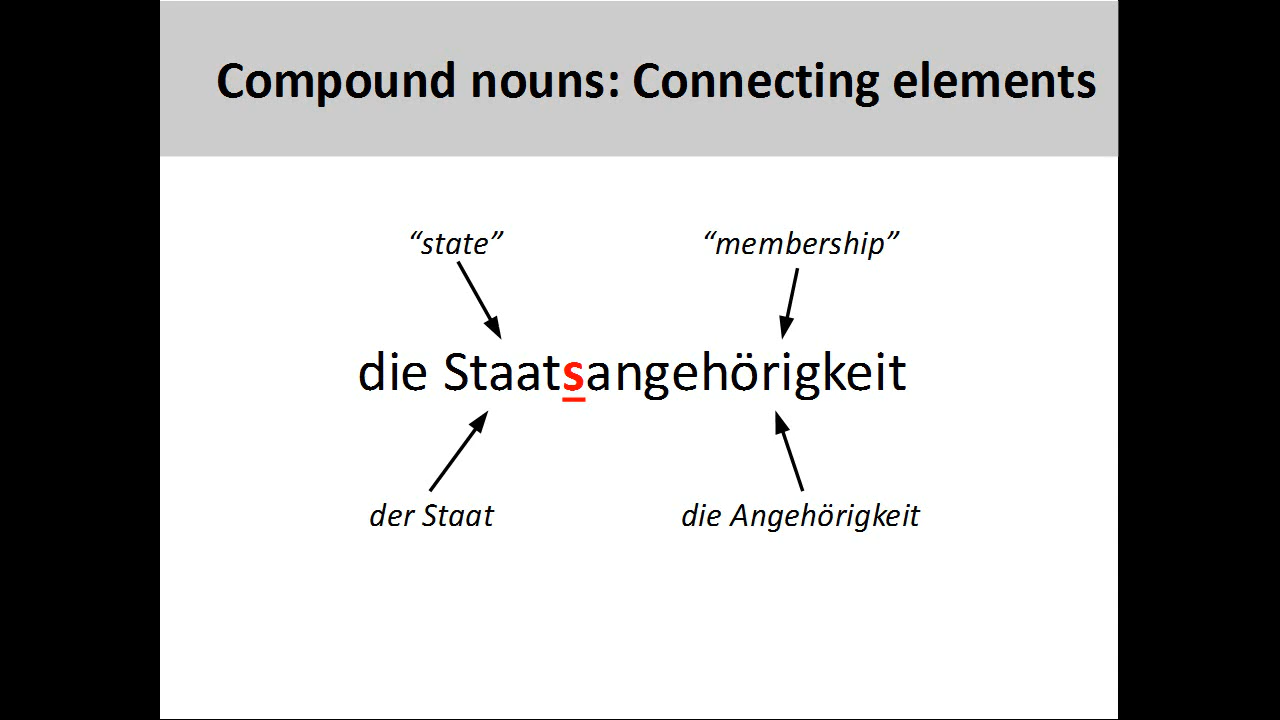 Compound nouns: Connecting elements
“state” “membership”
die Staatsangehörigkeit
der Staat die Angehörigkeit